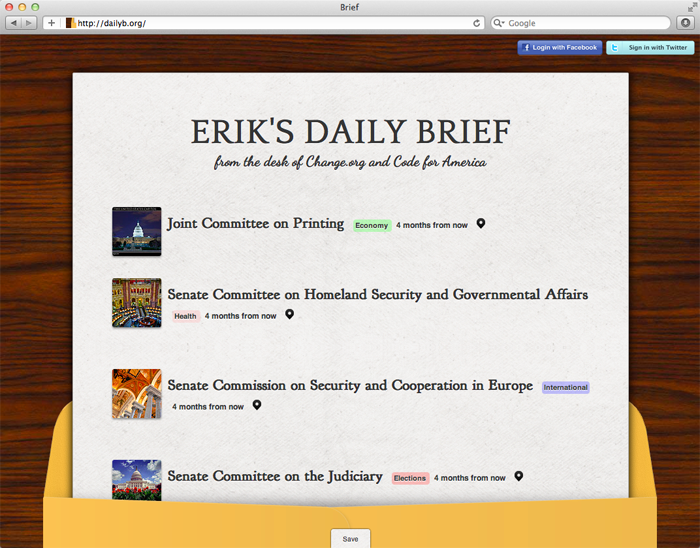 Brief
http://dailyb.org/
Google
Login with Facebook
Sign in with Twitter
ERIK'S DAILY BRIEF
from the desk of Change.org and Code for America
Joint Committee on Printing Economy 4 months from now
Senate Committee on Homeland Security and Governmental Affairs
Health 4 months from now
Senate Commission on Security and Cooperation in Europe International
4 months from now
Senate Committee on the Judiciary Elections 4 months from now
Save